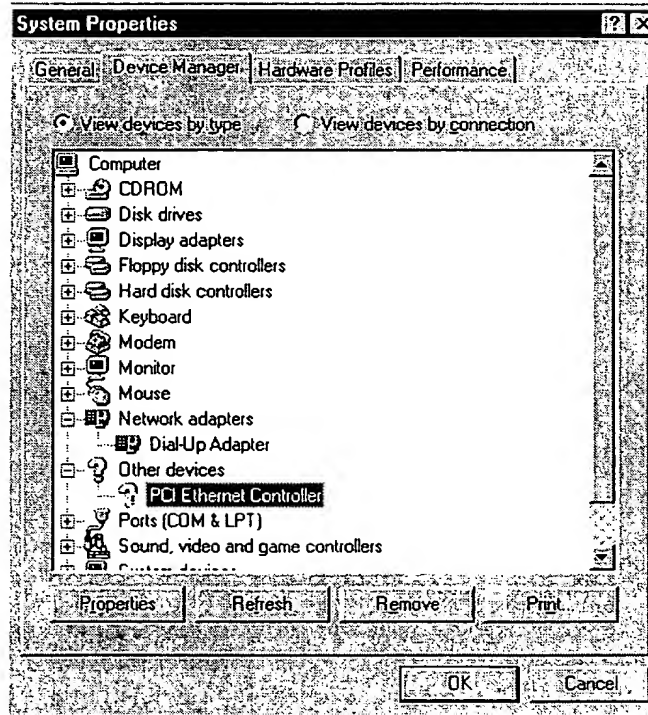 System Properties
General Device Manager Hardware Profiles Performance
View devices by type View devices by connection
Computer
CDROM
Disk drives
Display adapters
Floppy disk controllers
Hard disk controllers
Keyboard
Modem
Monitor
Mouse
Network adapters
Dial-Up Adapter
Other devices
PCI Ethernet Controller
Ports (COM & LPT)
Sound, video and game controllers
System devices
Properties Refresh Remove Print...
OK Cancel